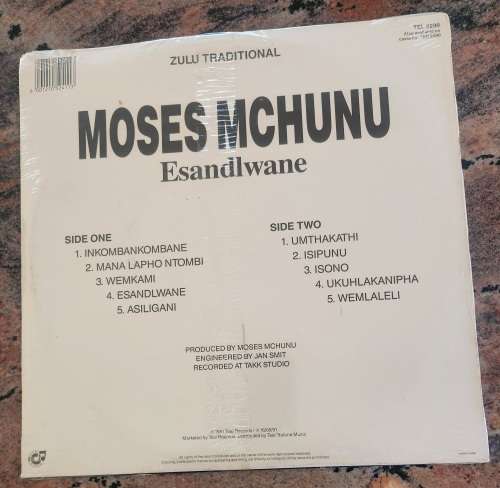 ZULU TRADITIONAL
MOSES MCHUNU
Esandlwane
SIDE ONE
1. INKOMBANKOMBANE
2. MANA LAPHO NTOMBI
3. WEMKAMI
4. ESANDLWANE
5. ASILIGANI
SIDE TWO
1. UMTHAKATHI
2. ISIPUNU
3. ISONO
4. UKUHLAKANIPHA
5. WEMLALELI
PRODUCED BY MOSES MCHUNU
ENGINEERED BY JAN SMIT
RECORDED AT TAKK STUDIO